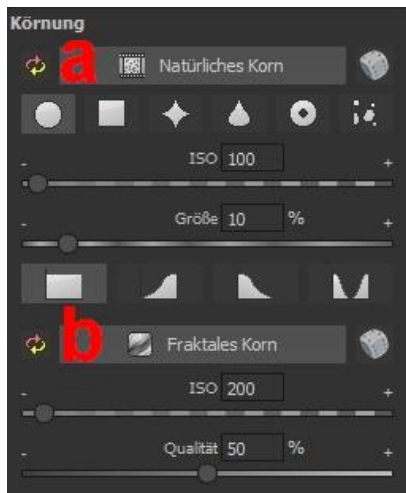 Körnung
a Natürliches Korn
- ISO 100 +
- Größe 10 % +
b Fraktales Korn
- ISO 200 +
- Qualität 50 % +